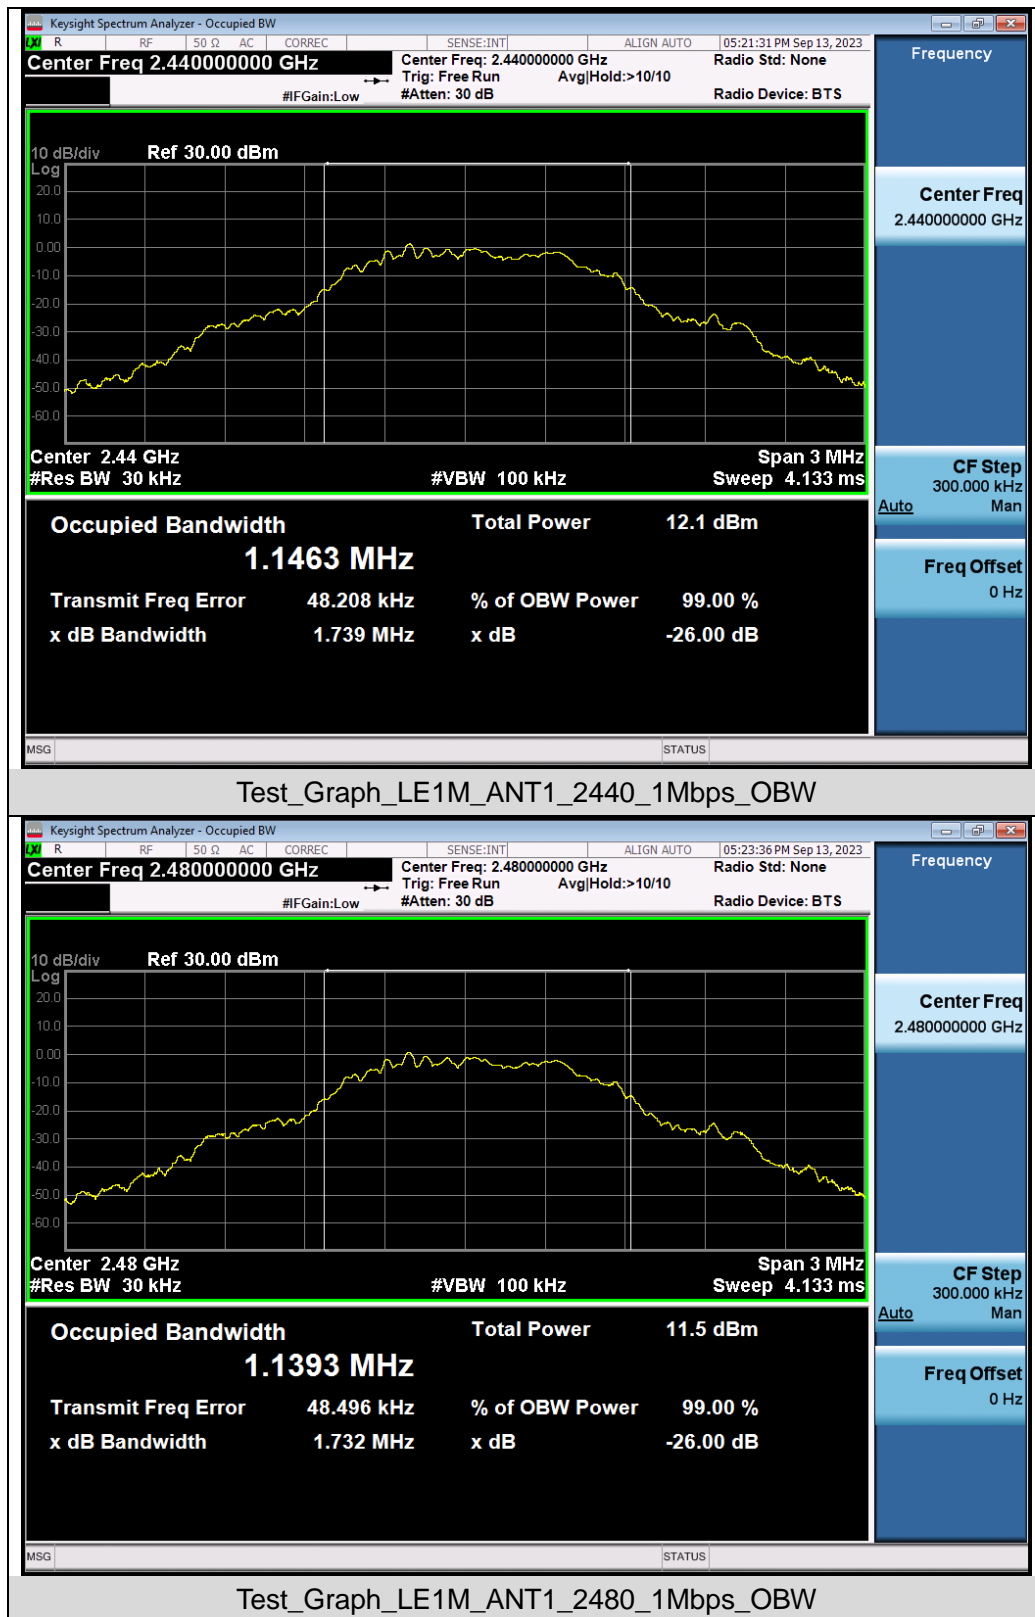 Keysight Spectrum Analyzer - Occupied BW
LXI R RF 50 Ω AC CORREC SENSE:INT ALIGN AUTO 05:21:31 PM Sep 13, 2023
Center Freq 2.440000000 GHz
Center Freq: 2.440000000 GHz
Radio Std: None
Trig: Free Run Avg|Hold:>10/10
#IFGain:Low
#Atten: 30 dB
Radio Device: BTS
Frequency
10 dB/div Ref 30.00 dBm
Log
20.0
10.0
0.00
-10.0
-20.0
-30.0
-40.0
-50.0
-60.0
Center Freq
2.440000000 GHz
Center 2.44 GHz Span 3 MHz
#Res BW 30 kHz #VBW 100 kHz Sweep 4.133 ms
CF Step
300.000 kHz
Auto Man
Freq Offset
0 Hz
Occupied Bandwidth Total Power 12.1 dBm
1.1463 MHz
Transmit Freq Error 48.208 kHz % of OBW Power 99.00 %
x dB Bandwidth 1.739 MHz x dB -26.00 dB
MSG STATUS
Test_Graph_LE1M_ANT1_2440_1Mbps_OBW
Keysight Spectrum Analyzer - Occupied BW
LXI R RF 50 Ω AC CORREC SENSE:INT ALIGN AUTO 05:23:36 PM Sep 13, 2023
Center Freq 2.480000000 GHz
Center Freq: 2.480000000 GHz
Radio Std: None
Trig: Free Run Avg|Hold:>10/10
#IFGain:Low
#Atten: 30 dB
Radio Device: BTS
Frequency
10 dB/div Ref 30.00 dBm
Log
20.0
10.0
0.00
-10.0
-20.0
-30.0
-40.0
-50.0
-60.0
Center Freq
2.480000000 GHz
Center 2.48 GHz Span 3 MHz
#Res BW 30 kHz #VBW 100 kHz Sweep 4.133 ms
CF Step
300.000 kHz
Auto Man
Freq Offset
0 Hz
Occupied Bandwidth Total Power 11.5 dBm
1.1393 MHz
Transmit Freq Error 48.496 kHz % of OBW Power 99.00 %
x dB Bandwidth 1.732 MHz x dB -26.00 dB
MSG STATUS
Test_Graph_LE1M_ANT1_2480_1Mbps_OBW